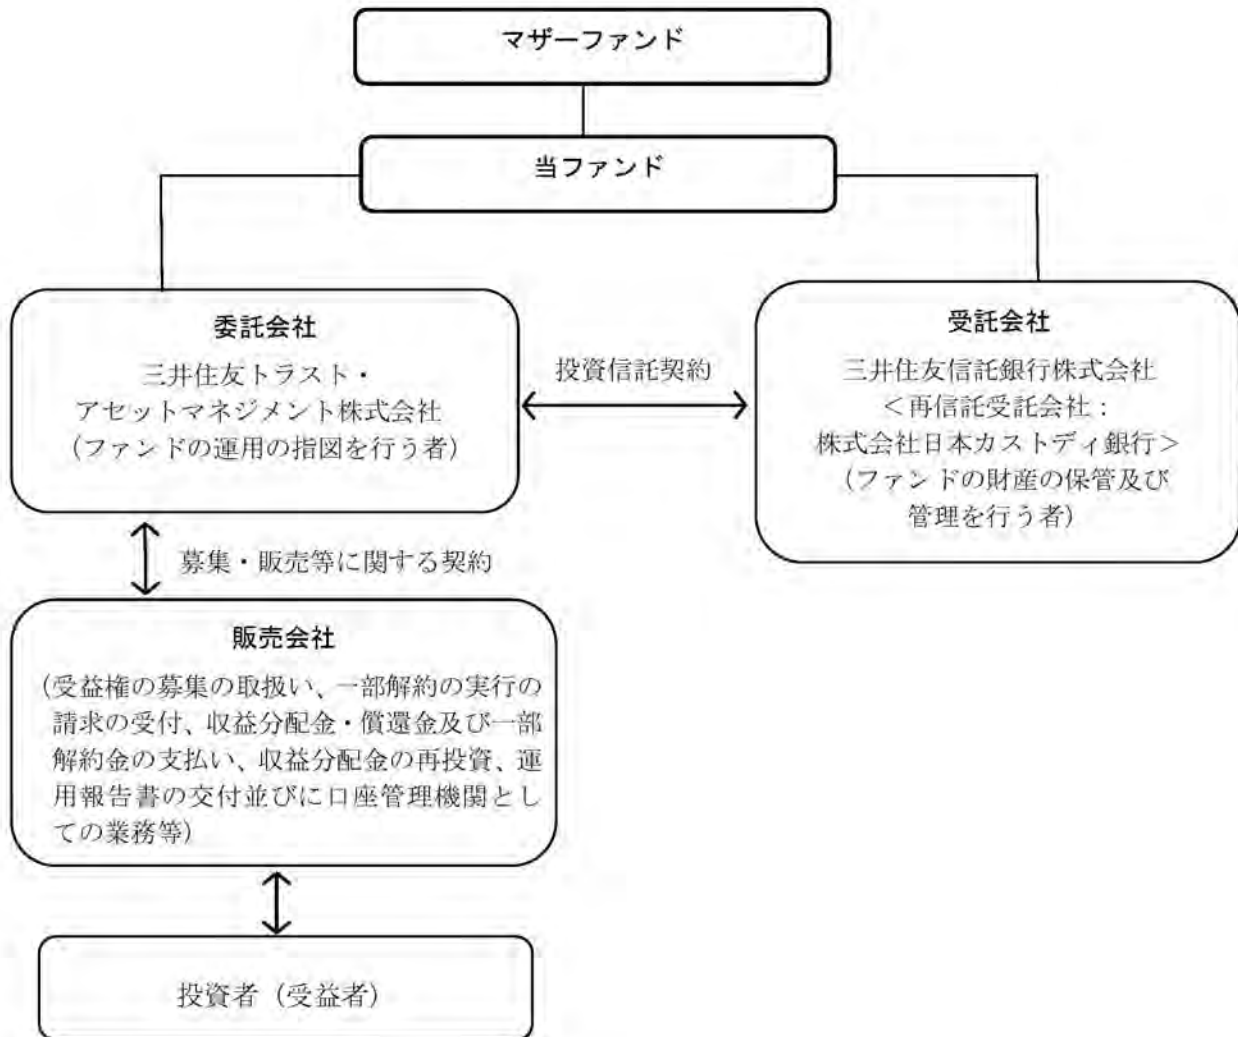 マザーファンド
当ファンド
委託会社
三井住友トラスト・
アセットマネジメント株式会社
（ファンドの運用の指図を行う者）
投資信託契約
受託会社
三井住友信託銀行株式会社
＜再信託受託会社：
株式会社日本カストディ銀行＞
（ファンドの財産の保管及び
管理を行う者）
募集・販売等に関する契約
販売会社
（受益権の募集の取扱い、一部解約の実行の
請求の受付、収益分配金・償還金及び一部
解約金の支払い、収益分配金の再投資、運
用報告書の交付並びに口座管理機関とし
ての業務等）
投資者（受益者）